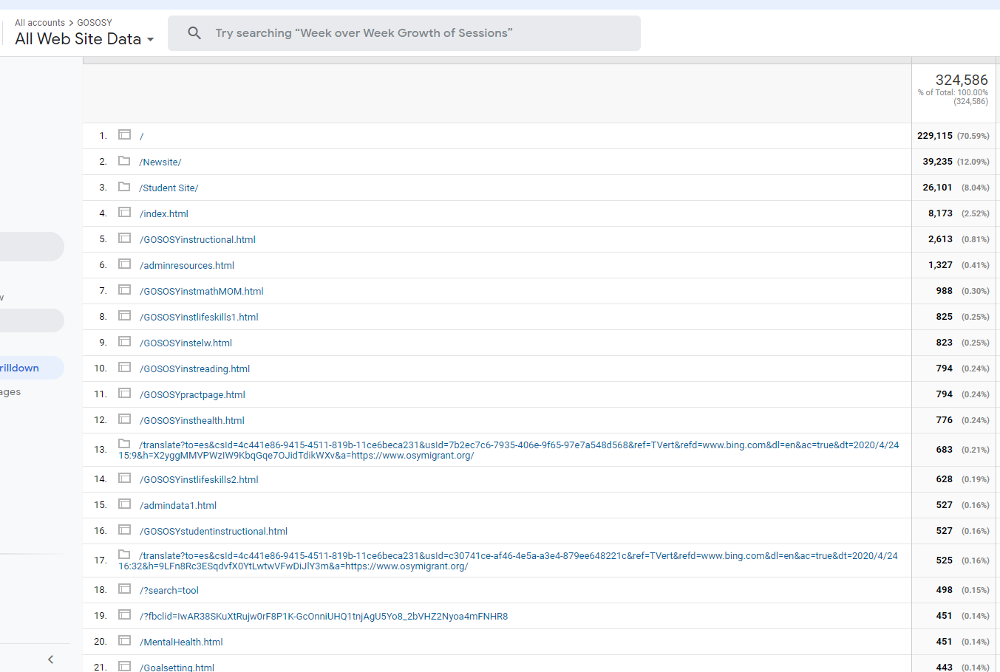 All accounts > GOSOSY
All Web Site Data
Try searching “Week over Week Growth of Sessions”
324,586
% of Total: 100.00%
(324,586)
1. / 229,115 (70.59%)
2. /Newsite/ 39,235 (12.09%)
3. /Student Site/ 26,101 (8.04%)
4. /index.html 8,173 (2.52%)
5. /GOSOSYinstructional.html 2,613 (0.81%)
6. /adminresources.html 1,327 (0.41%)
7. /GOSOSYinstmathMOM.html 988 (0.30%)
8. /GOSOSYinstlifeskills1.html 825 (0.25%)
9. /GOSOSYinstelw.html 823 (0.25%)
10. /GOSOSYinstreading.html 794 (0.24%)
11. /GOSOSYpractpage.html 794 (0.24%)
12. /GOSOSYinsthealth.html 776 (0.24%)
13. /translate?to=es&csId=4c441e86-9415-4511-819b-11ce6beca231&usId=7b2ec7c6-7935-406e-9f65-97e7a548d568&ref=TVert&refd=www.bing.com&dl=en&ac=true&dt=2020/4/24
15:9&h=X2yggMMVPWzIW9KbqGqe7OJidTdikWXv&a=https://www.osymigrant.org/ 683 (0.21%)
14. /GOSOSYinstlifeskills2.html 628 (0.19%)
15. /admindata1.html 527 (0.16%)
16. /GOSOSYstudentinstructional.html 527 (0.16%)
17. /translate?to=es&csId=4c441e86-9415-4511-819b-11ce6beca231&usId=c30741ce-af46-4e5a-a3e4-879ee648221c&ref=TVert&refd=www.bing.com&dl=en&ac=true&dt=2020/4/24
16:32&h=9LFn8Rc3ESqdvfX0YtLwtwVFwDiJlY3m&a=https://www.osymigrant.org/ 525 (0.16%)
18. /?search=tool 498 (0.15%)
19. /?fbclid=IwAR38SKuXtRujw0rF8P1K-GcOnniUHQ1tnjAgU5Yo8_2bVHZ2Nyoa4mFNHR8 451 (0.14%)
20. /MentalHealth.html 451 (0.14%)
21. /Goalsetting.html 443 (0.14%)
w
rilldown
ages